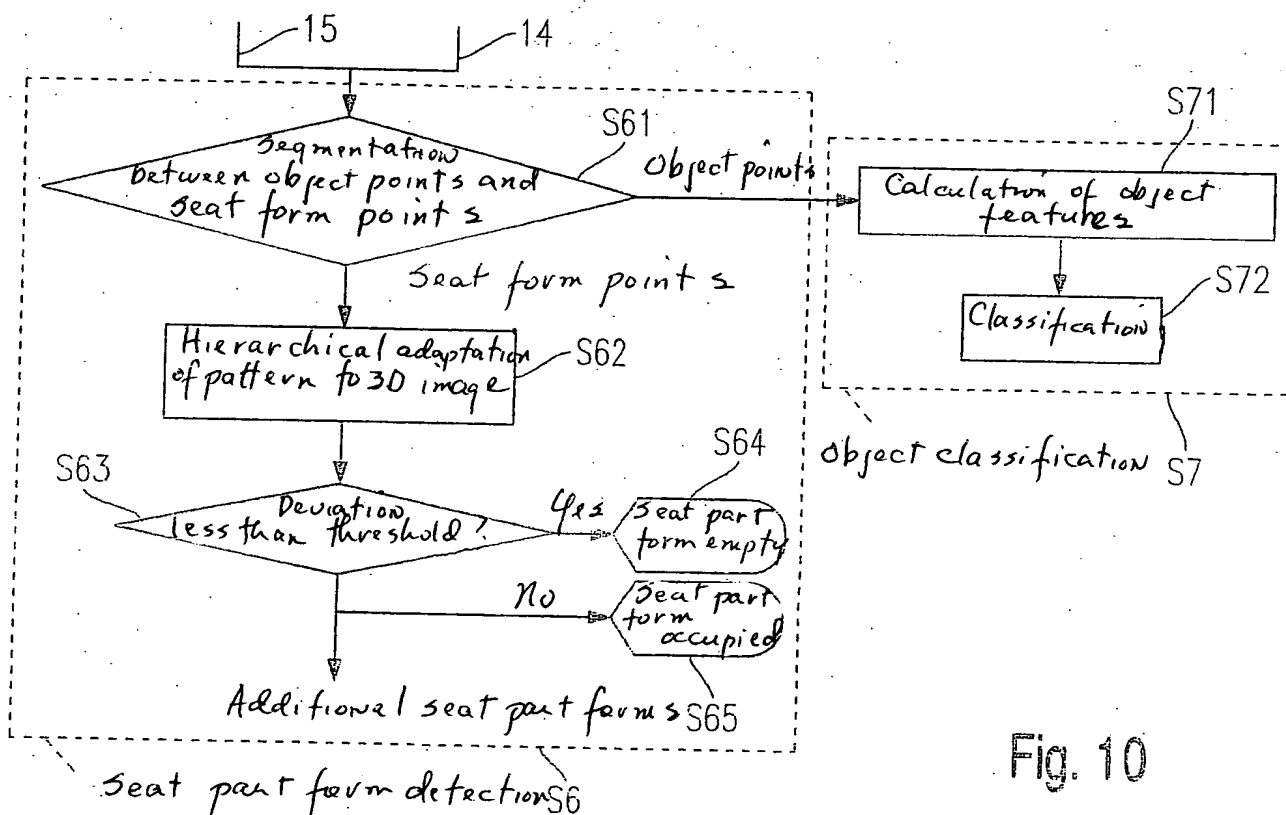 15
14
S61
Segmentation
between object points and
seat form points
Object points
S71
Calculation of object
features
S72
Classification
Seat form points
Hierarchical adaptation
of pattern to 3D image
S62
Object classification
S7
S63
Deviation
less than threshold?
Yes
S64
Seat part
form empty
No
Seat part
form
occupied
Additional seat part forms
S65
Seat part form detection
S6
Fig. 10